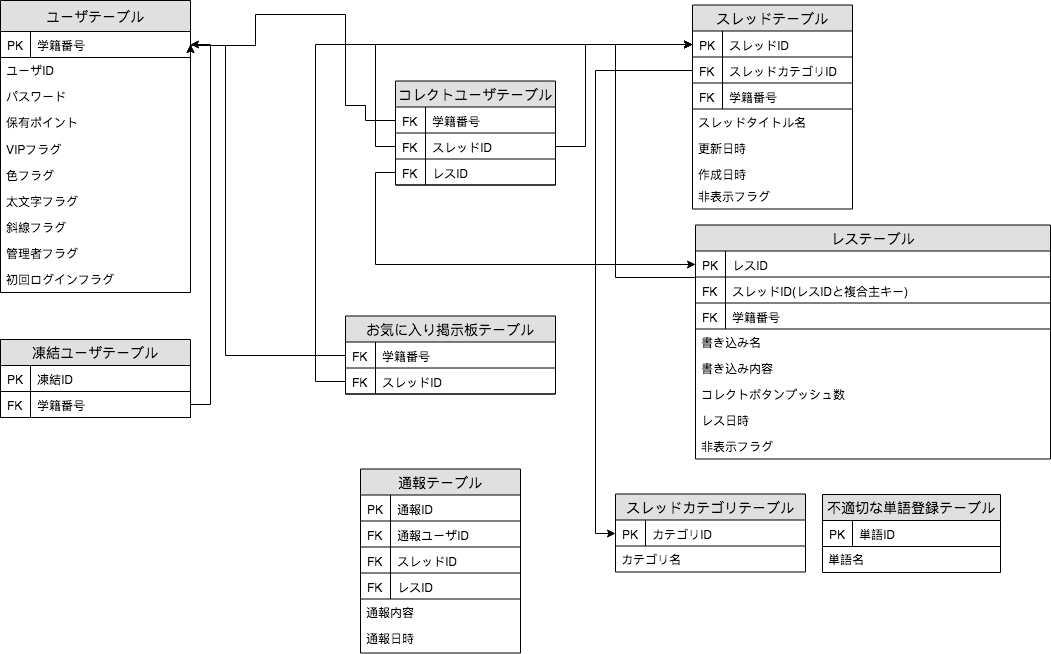 ユーザテーブル
PK 学籍番号
ユーザID
パスワード
保有ポイント
VIPフラグ
色フラグ
太文字フラグ
斜線フラグ
管理者フラグ
初回ログインフラグ
コレクトユーザテーブル
FK 学籍番号
FK スレッドID
FK レスID
スレッドテーブル
PK スレッドID
FK スレッドカテゴリID
FK 学籍番号
スレッドタイトル名
更新日時
作成日時
非表示フラグ
レステーブル
PK レスID
FK スレッドID(レスIDと複合主キー)
FK 学籍番号
書き込み名
書き込み内容
コレクトボタンプッシュ数
レス日時
非表示フラグ
凍結ユーザテーブル
PK 凍結ID
FK 学籍番号
お気に入り掲示板テーブル
FK 学籍番号
FK スレッドID
通報テーブル
PK 通報ID
FK 通報ユーザID
FK スレッドID
FK レスID
通報内容
通報日時
スレッドカテゴリテーブル
PK カテゴリID
カテゴリ名
不適切な単語登録テーブル
PK 単語ID
単語名